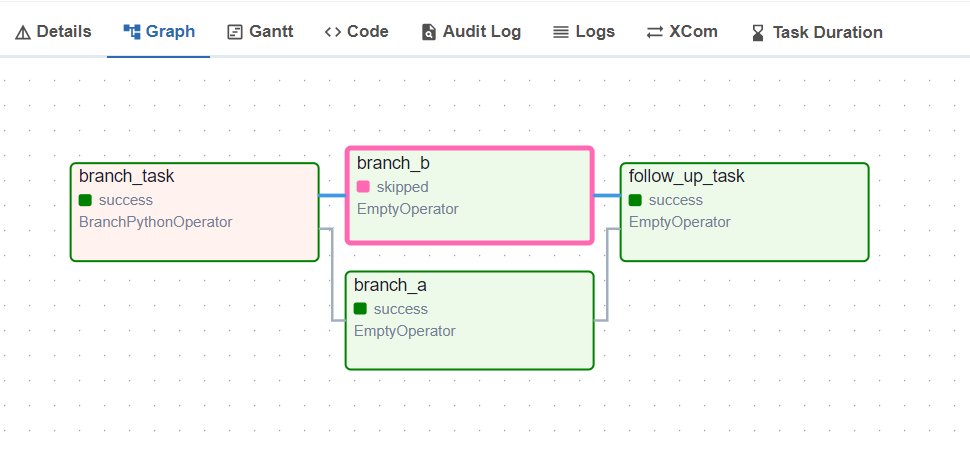 Details Graph Gantt Code Audit Log Logs XCom Task Duration
branch_task
success
BranchPythonOperator
branch_b
skipped
EmptyOperator
follow_up_task
success
EmptyOperator
branch_a
success
EmptyOperator